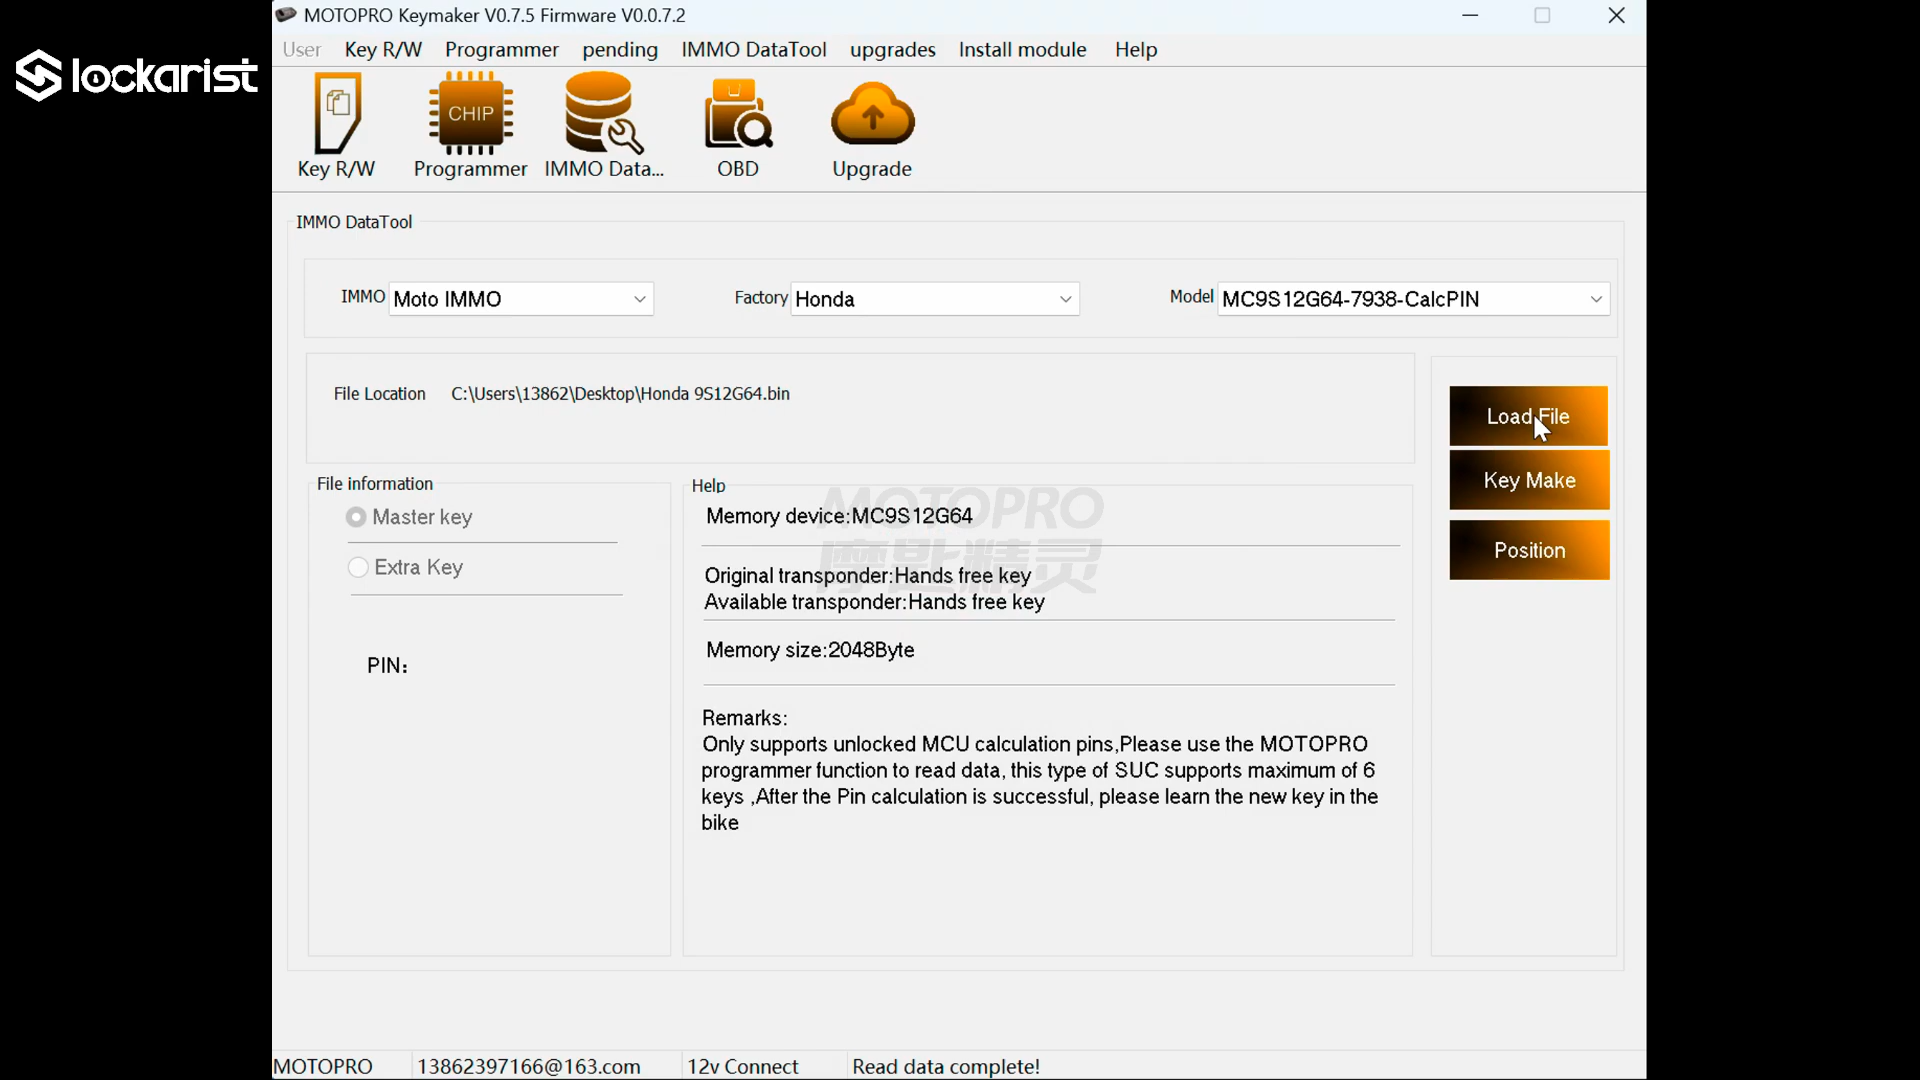 MOTOPRO Keymaker V0.7.5 Firmware V0.0.7.2
lockarist
User Key R/W Programmer pending IMMO DataTool upgrades Install module Help
CHIP
Key R/W Programmer IMMO Data... OBD Upgrade
IMMO DataTool
IMMO Moto IMMO Factory Honda Model MC9S12G64-7938-CalcPIN
File Location C:\Users\13862\Desktop\Honda 9S12G64.bin
Load File
Key Make
Position
File information
Master key
Extra Key
PIN:
Help
MOTOPRO
摩匙精灵
Memory device:MC9S12G64
Original transponder:Hands free key
Available transponder:Hands free key
Memory size:2048Byte
Remarks:
Only supports unlocked MCU calculation pins,Please use the MOTOPRO
programmer function to read data, this type of SUC supports maximum of 6
keys ,After the Pin calculation is successful, please learn the new key in the
bike
MOTOPRO 13862397166@163.com 12v Connect Read data complete!